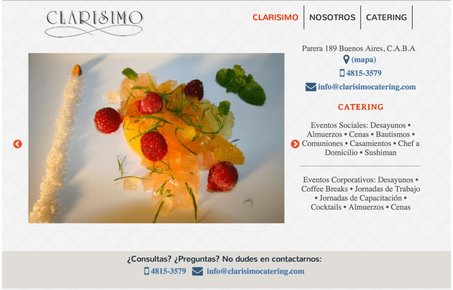 CLARISIMO
CLARISIMO
NOSOTROS
CATERING
Parera 189 Buenos Aires, C.A.B.A
(mapa)
4815-3579
info@clarisimocatering.com
CATERING
Eventos Sociales: Desayunos •
Almuerzos • Cenas • Bautismos •
Comuniones • Casamientos • Chef a
Domicilio • Sushiman
Eventos Corporativos: Desayunos •
Coffee Breaks • Jornadas de Trabajo
• Jornadas de Capacitación •
Cocktails • Almuerzos • Cenas
¿Consultas? ¿Preguntas? No dudes en contactarnos:
4815-3579 info@clarisimocatering.com